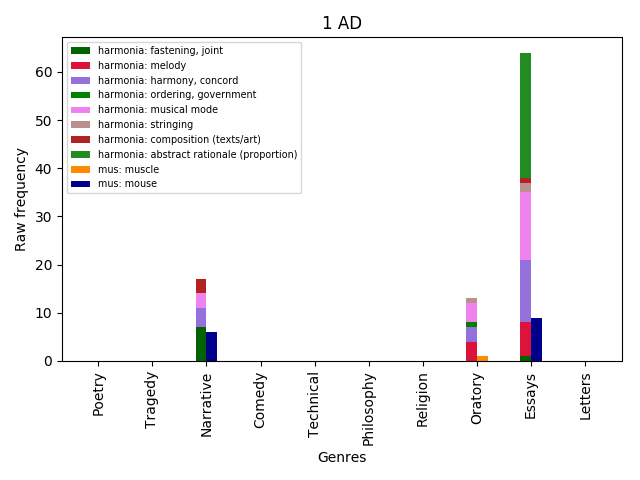 1 AD
harmonia: fastening, joint
harmonia: melody
harmonia: harmony, concord
harmonia: ordering, government
harmonia: musical mode
harmonia: stringing
harmonia: composition (texts/art)
harmonia: abstract rationale (proportion)
mus: muscle
mus: mouse
Raw frequency
60
50
40
30
20
10
0
Poetry
Tragedy
Narrative
Comedy
Technical
Philosophy
Religion
Oratory
Essays
Letters
Genres